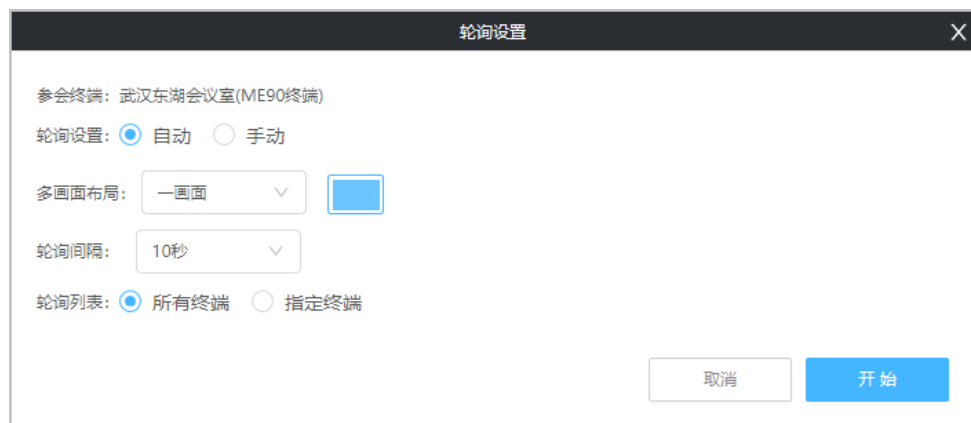 轮询设置 X
参会终端：武汉东湖会议室(ME90终端)
轮询设置： 自动 手动
多画面布局： 一画面
轮询间隔： 10秒
轮询列表： 所有终端 指定终端
取消 开始